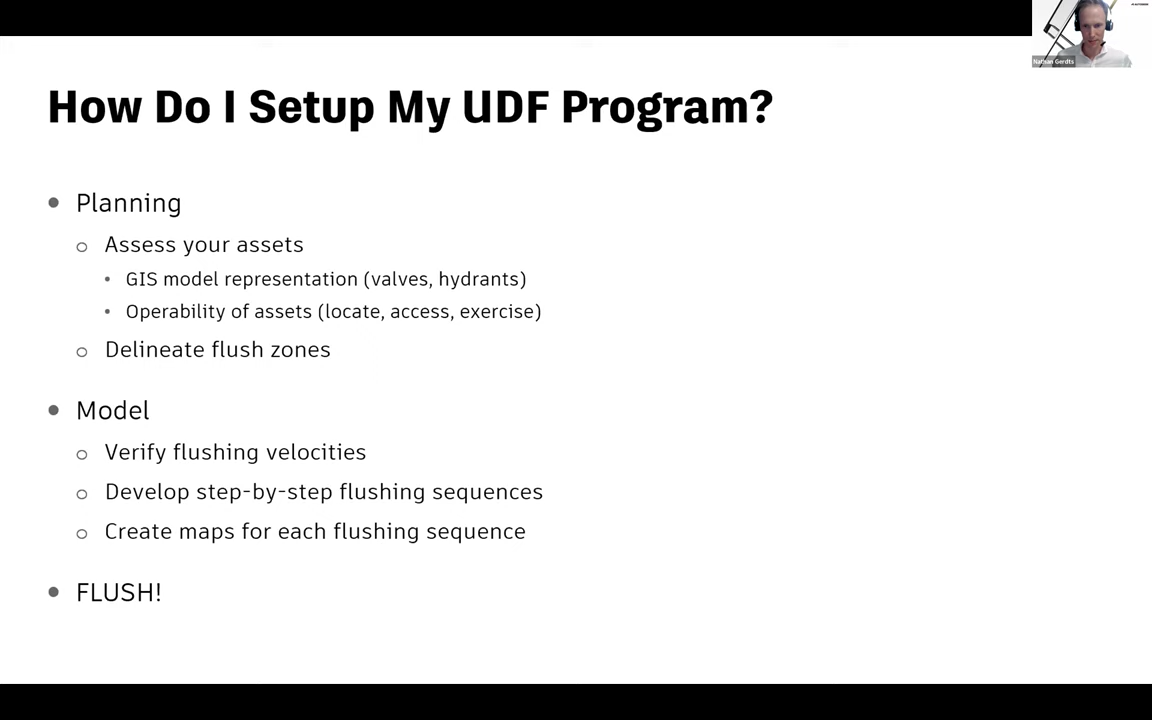 How Do I Setup My UDF Program?
Planning
Assess your assets
GIS model representation (valves, hydrants)
Operability of assets (locate, access, exercise)
Delineate flush zones
Model
Verify flushing velocities
Develop step-by-step flushing sequences
Create maps for each flushing sequence
FLUSH!
Nathan Gerdts